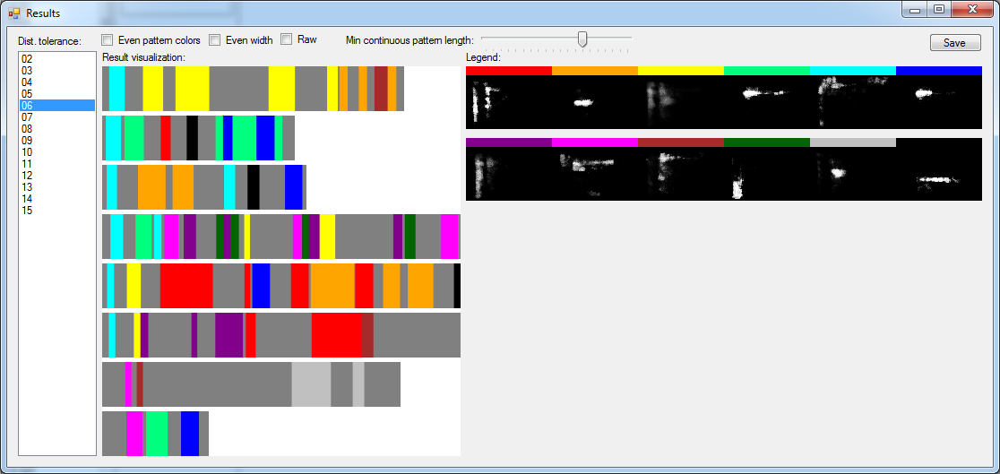 Results
Dist. tolerance:
Even pattern colors
Even width
Raw
Min continuous pattern length:
Save
Result visualization:
Legend:
02
03
04
05
06
07
08
09
10
11
12
13
14
15